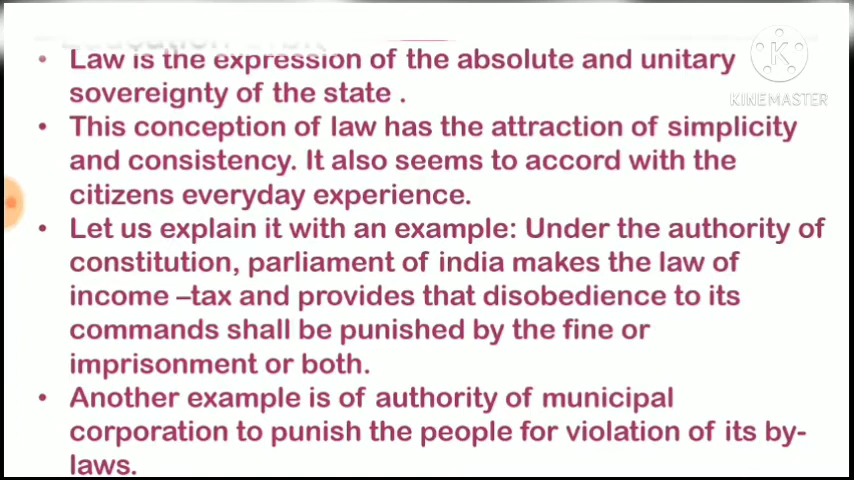 K
KINEMASTER
• Law is the expression of the absolute and unitary
sovereignty of the state .
• This conception of law has the attraction of simplicity
and consistency. It also seems to accord with the
citizens everyday experience.
• Let us explain it with an example: Under the authority of
constitution, parliament of india makes the law of
income –tax and provides that disobedience to its
commands shall be punished by the fine or
imprisonment or both.
• Another example is of authority of municipal
corporation to punish the people for violation of its by-
laws.